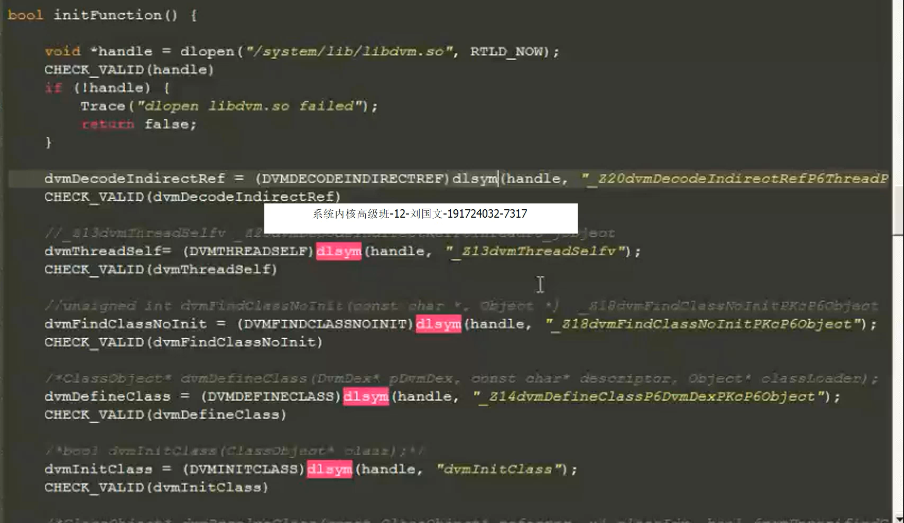 bool initFunction() {
void *handle = dlopen("/system/lib/libdvm.so", RTLD_NOW);
CHECK_VALID(handle)
if (!handle) {
Trace("dlopen libdvm.so failed");
return false;
}
dvmDecodeIndirectRef = (DVMDECODEINDIRECTREF)dlsym(handle, "_Z20dvmDecodeIndirectRefP6ThreadP
CHECK_VALID(dvmDecodeIndirectRef)
系统内核高级班-12-刘国文-191724032-7317
//_Z13dvmThreadSelfv
dvmThreadSelf= (DVMTHREADSELF)dlsym(handle, "_Z13dvmThreadSelfv");
CHECK_VALID(dvmThreadSelf)
//unsigned int dvmFindClassNoInit(const char *, Object *) _Z18dvmFindClassNoInitPKcP6Object
dvmFindClassNoInit = (DVMFINDCLASSNOINIT)dlsym(handle, "_Z18dvmFindClassNoInitPKcP6Object");
CHECK_VALID(dvmFindClassNoInit)
/*ClassObject* dvmDefineClass(DvmDex* pDvmDex, const char* descriptor, Object* classLoader);
dvmDefineClass = (DVMDEFINECLASS)dlsym(handle, "_Z14dvmDefineClassP6DvmDexPKcP6Object");
CHECK_VALID(dvmDefineClass)
/*bool dvmInitClass(ClassObject* clazz);*/
dvmInitClass = (DVMINITCLASS)dlsym(handle, "dvmInitClass");
CHECK_VALID(dvmInitClass)